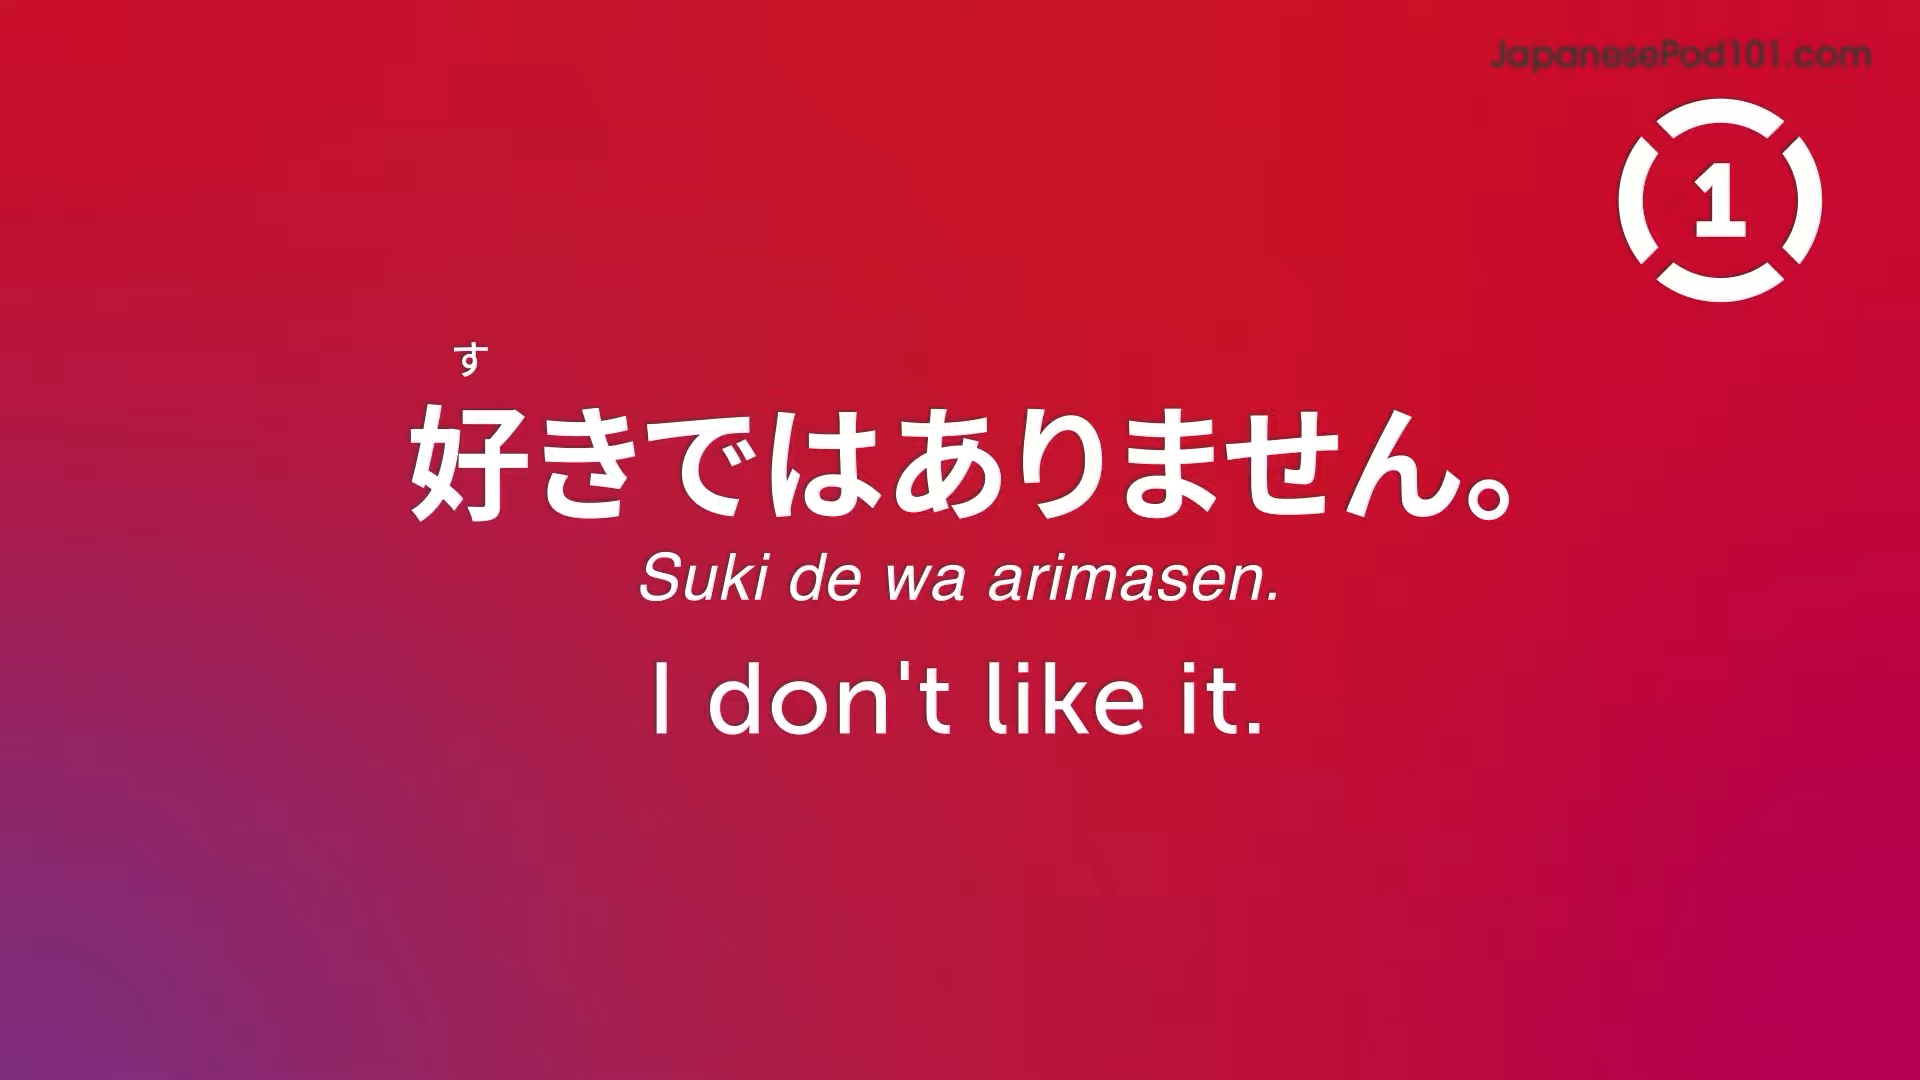 JapanesePod101.com
1
す
好きではありません。
Suki de wa arimasen.
I don't like it.